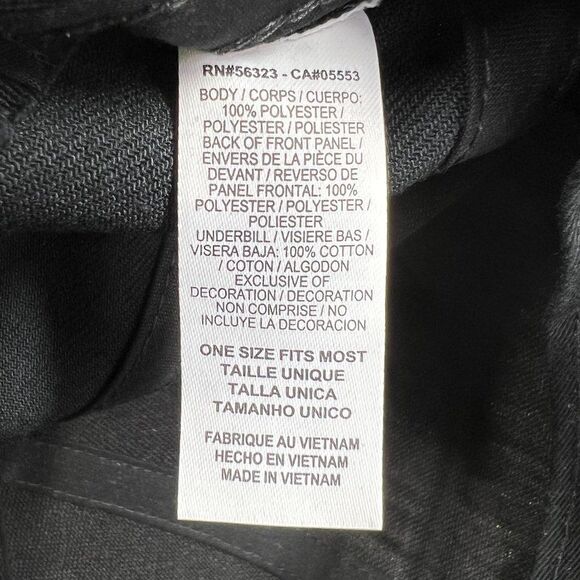 RN#56323 - CA#05553
BODY / CORPS / CUERPO:
100% POLYESTER /
POLYESTER / POLIESTER
BACK OF FRONT PANEL /
ENVERS DE LA PIÈCE DU
DEVANT / REVERSO DE
PANEL FRONTAL: 100%
POLYESTER / POLYESTER /
POLIESTER
UNDERBILL / VISIERE BAS /
VISERA BAJA: 100% COTTON
/ COTON / ALGODON
EXCLUSIVE OF
DECORATION / DECORATION
NON COMPRISE / NO
INCLUYE LA DECORACION
ONE SIZE FITS MOST
TAILLE UNIQUE
TALLA UNICA
TAMANHO UNICO
FABRIQUE AU VIETNAM
HECHO EN VIETNAM
MADE IN VIETNAM